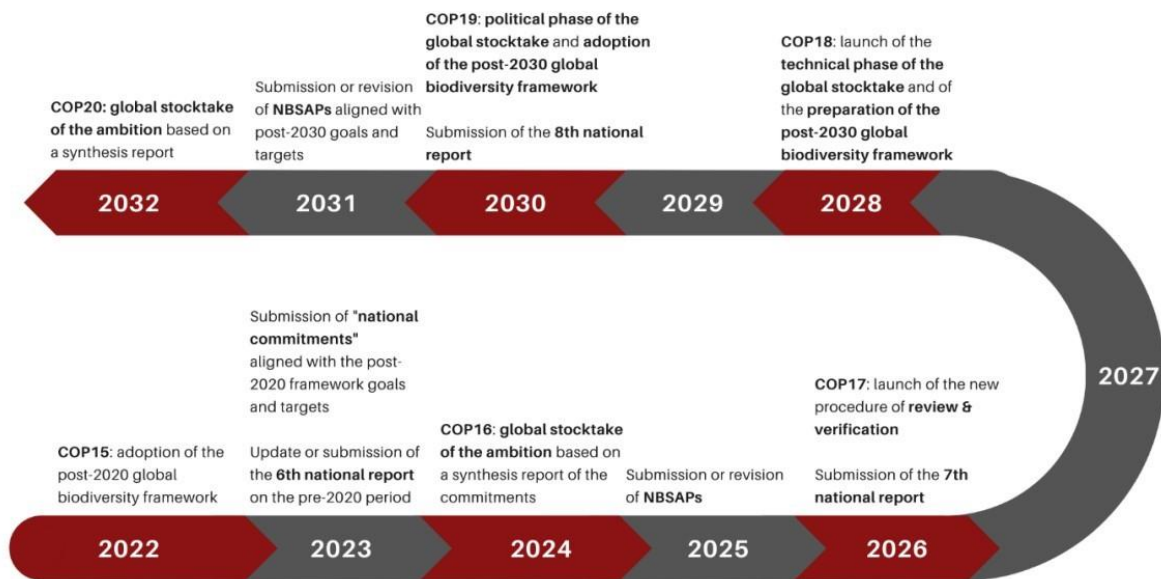 COP20: global stocktake
of the ambition based on
a synthesis report
Submission or revision
of NBSAPs aligned with
post-2030 goals and
targets
COP19: political phase of the
global stocktake and adoption
of the post-2030 global
biodiversity framework
Submission of the 8th national
report
COP18: launch of the
technical phase of the
global stocktake and of
the preparation of the
post-2030 global
biodiversity framework
2032
2031
2030
2029
2028
2027
COP15: adoption of the
post-2020 global
biodiversity framework
Submission of "national
commitments"
aligned with the post-
2020 framework goals
and targets
Update or submission of
the 6th national report
on the pre-2020 period
COP16: global stocktake
of the ambition based on
a synthesis report of the
commitments
Submission or revision
of NBSAPs
COP17: launch of the new
procedure of review &
verification
Submission of the 7th
national report
2022
2023
2024
2025
2026